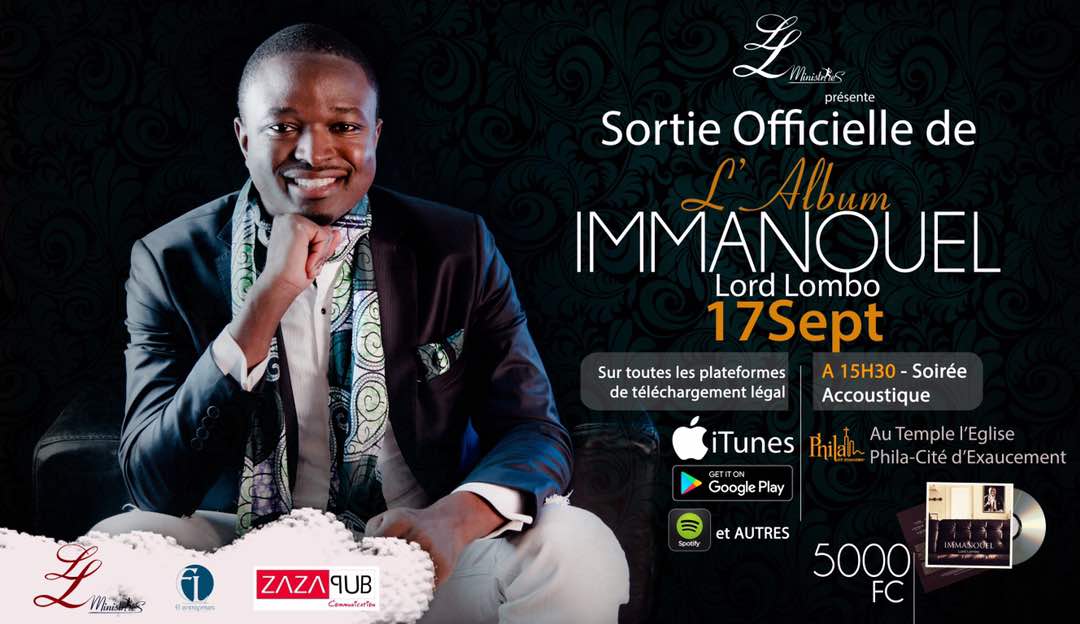 LL
Ministries
présente
Sortie Officielle de
L'Album
IMMANOUEL
Lord Lombo
17Sept
Sur toutes les plateformes
de téléchargement légal
A 15H30 - Soirée
Accoustique
iTunes
GET IT ON
Google Play
Spotify
et AUTRES
Phila
Au Temple l'Eglise
Phila-Cité d'Exaucement
IMMANOUEL
Lord Lombo
5000
FC
LL
Ministries
entreprises
ZAZAPUB
Communication